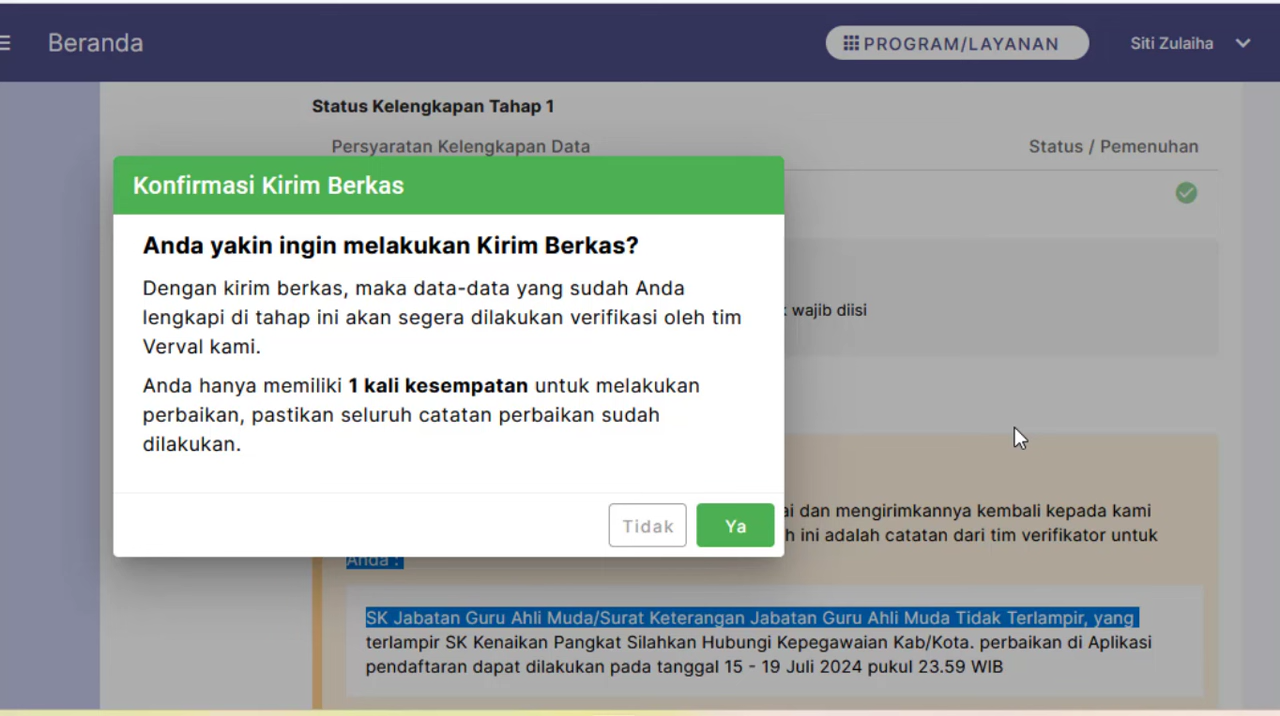 Beranda
PROGRAM/LAYANAN
Siti Zulaiha
Status Kelengkapan Tahap 1
Persyaratan Kelengkapan Data
Status / Pemenuhan
Konfirmasi Kirim Berkas
Anda yakin ingin melakukan Kirim Berkas?
Dengan kirim berkas, maka data-data yang sudah Anda
lengkapi di tahap ini akan segera dilakukan verifikasi oleh tim
Verval kami.
Anda hanya memiliki 1 kali kesempatan untuk melakukan
perbaikan, pastikan seluruh catatan perbaikan sudah
dilakukan.
Tidak
Ya
wajib diisi
dan mengirimkannya kembali kepada kami
ini adalah catatan dari tim verifikator untuk
Anda :
SK Jabatan Guru Ahli Muda/Surat Keterangan Jabatan Guru Ahli Muda Tidak Terlampir, yang
terlampir SK Kenaikan Pangkat Silahkan Hubungi Kepegawaian Kab/Kota. perbaikan di Aplikasi
pendaftaran dapat dilakukan pada tanggal 15 - 19 Juli 2024 pukul 23.59 WIB